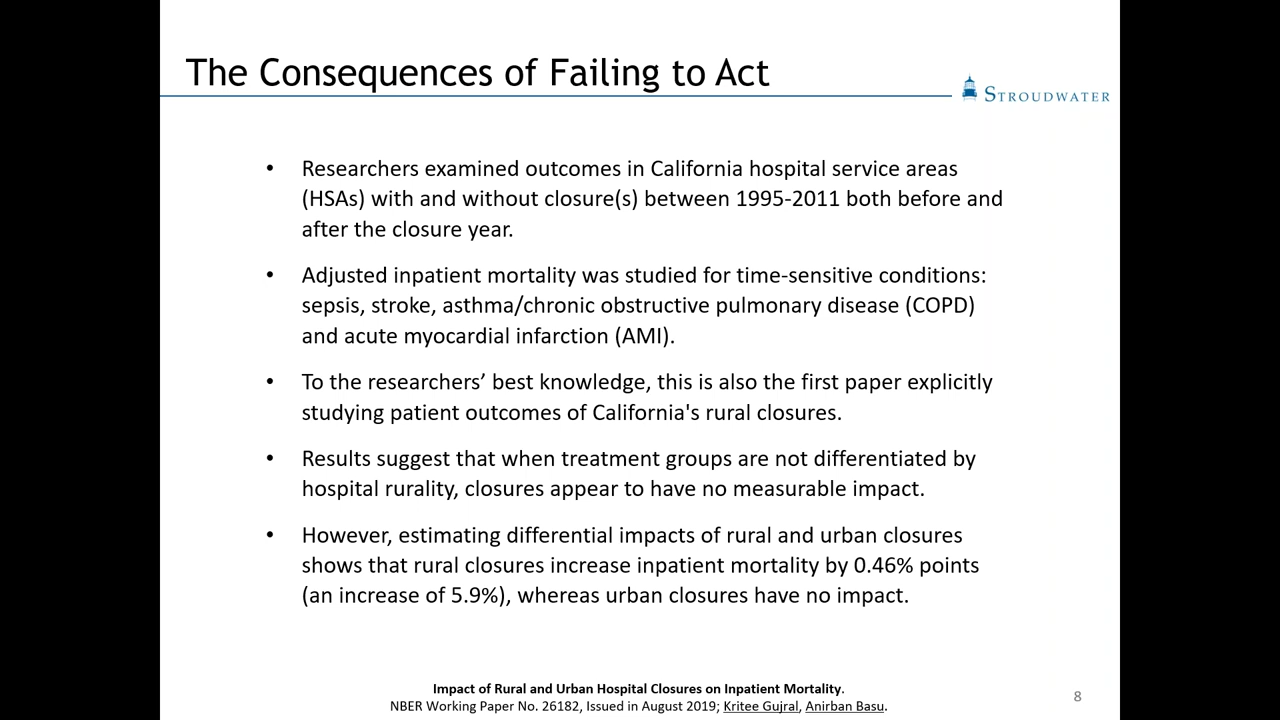 The Consequences of Failing to Act
STROUDWATER
• Researchers examined outcomes in California hospital service areas
(HSAs) with and without closure(s) between 1995-2011 both before and
after the closure year.
• Adjusted inpatient mortality was studied for time-sensitive conditions:
sepsis, stroke, asthma/chronic obstructive pulmonary disease (COPD)
and acute myocardial infarction (AMI).
• To the researchers’ best knowledge, this is also the first paper explicitly
studying patient outcomes of California's rural closures.
• Results suggest that when treatment groups are not differentiated by
hospital rurality, closures appear to have no measurable impact.
• However, estimating differential impacts of rural and urban closures
shows that rural closures increase inpatient mortality by 0.46% points
(an increase of 5.9%), whereas urban closures have no impact.
Impact of Rural and Urban Hospital Closures on Inpatient Mortality.
NBER Working Paper No. 26182, Issued in August 2019; Kritee Gujral, Anirban Basu.
8